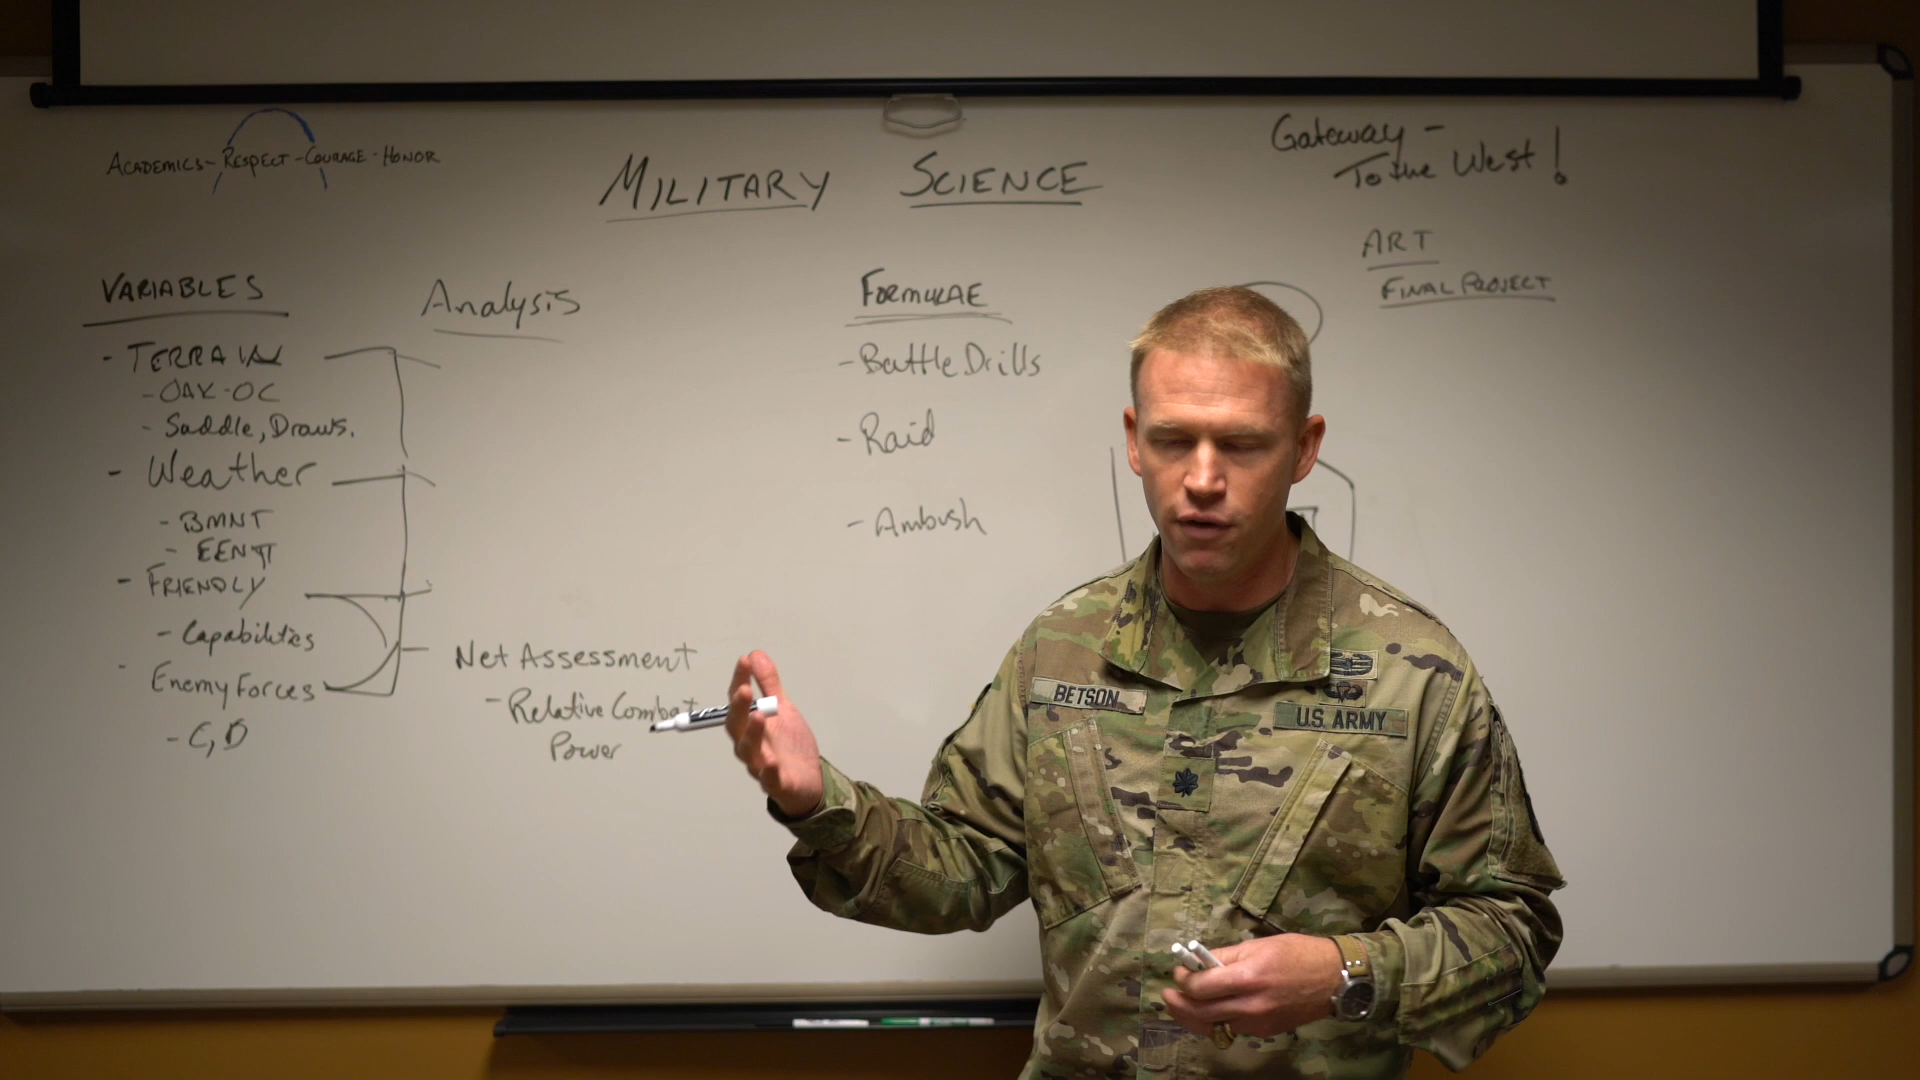 ACADEMICS - RESPECT - COURAGE - HONOR
MILITARY SCIENCE
Gateway -
To the West!
ART
FINAL PROJECT
VARIABLES
- TERRAIN
- OAK-OC
- Saddle, Draws.
- Weather
- BMNT
- EENT
- FRIENDLY
- Capabilities
- Enemy Forces
- C, D
Analysis
NET ASSESSMENT
- Relative Combat
Power
FORMULAE
- Battle Drills
- Raid
- Ambush
BETSON
U.S. ARMY